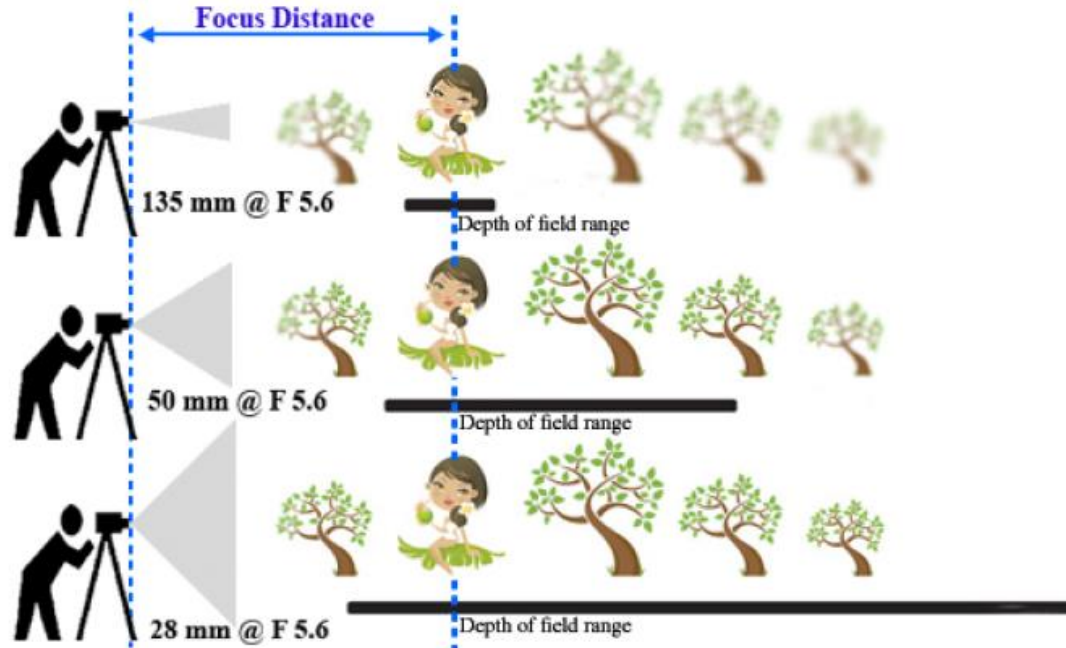 Focus Distance
135 mm @ F 5.6
Depth of field range
50 mm @ F 5.6
Depth of field range
28 mm @ F 5.6
Depth of field range